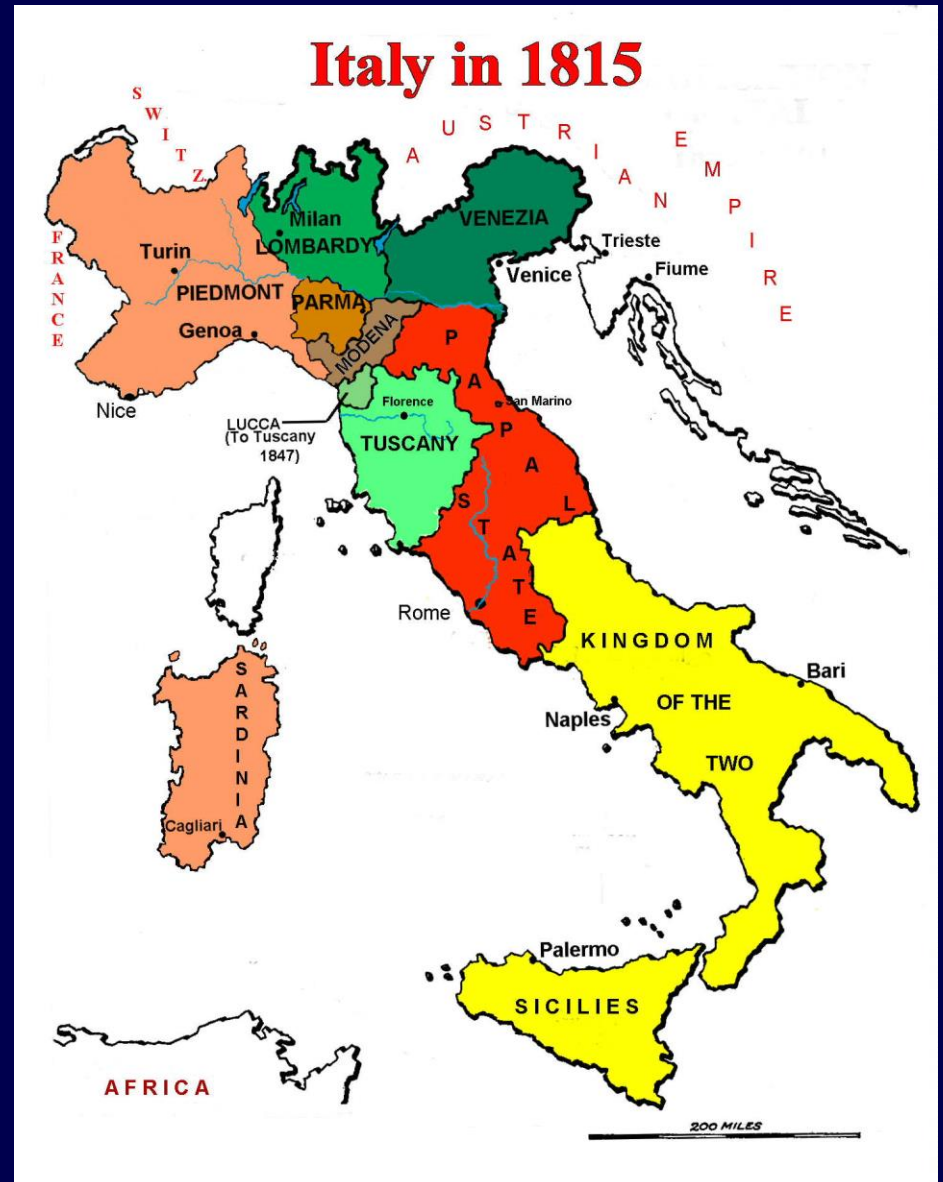 Italy in 1815
SWITZ
AUSTRIAN EMPIRE
FRANCE
Milan
LOMBARDY
VENEZIA
Venice
Trieste
Fiume
Turin
PIEDMONT
PARMA
MODENA
Genoa
Nice
LUCCA
(To Tuscany
1847)
Florence
TUSCANY
San Marino
PAPAL
STATE
Rome
SARDINIA
Cagliari
KINGDOM
OF THE
TWO
SICILIES
Naples
Bari
Palermo
AFRICA
200 MILES